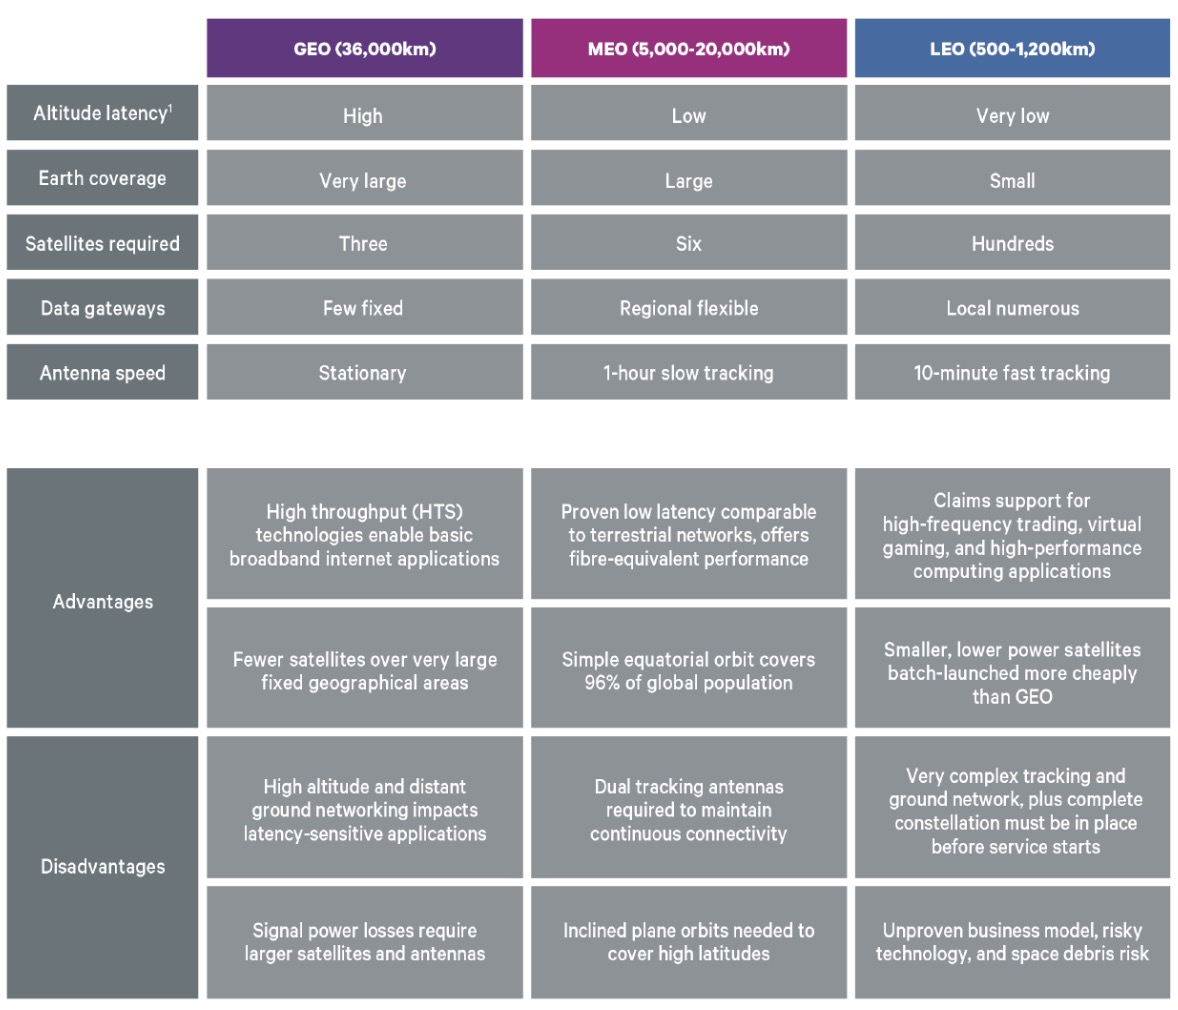 GEO (36,000km)
MEO (5,000-20,000km)
LEO (500-1,200km)
Altitude latency¹
High
Low
Very low
Earth coverage
Very large
Large
Small
Satellites required
Three
Six
Hundreds
Data gateways
Few fixed
Regional flexible
Local numerous
Antenna speed
Stationary
1-hour slow tracking
10-minute fast tracking
Advantages
High throughput (HTS)
technologies enable basic
broadband internet applications
Proven low latency comparable
to terrestrial networks, offers
fibre-equivalent performance
Claims support for
high-frequency trading, virtual
gaming, and high-performance
computing applications
Fewer satellites over very large
fixed geographical areas
Simple equatorial orbit covers
96% of global population
Smaller, lower power satellites
batch-launched more cheaply
than GEO
Disadvantages
High altitude and distant
ground networking impacts
latency-sensitive applications
Dual tracking antennas
required to maintain
continuous connectivity
Very complex tracking and
ground network, plus complete
constellation must be in place
before service starts
Signal power losses require
larger satellites and antennas
Inclined plane orbits needed to
cover high latitudes
Unproven business model, risky
technology, and space debris risk